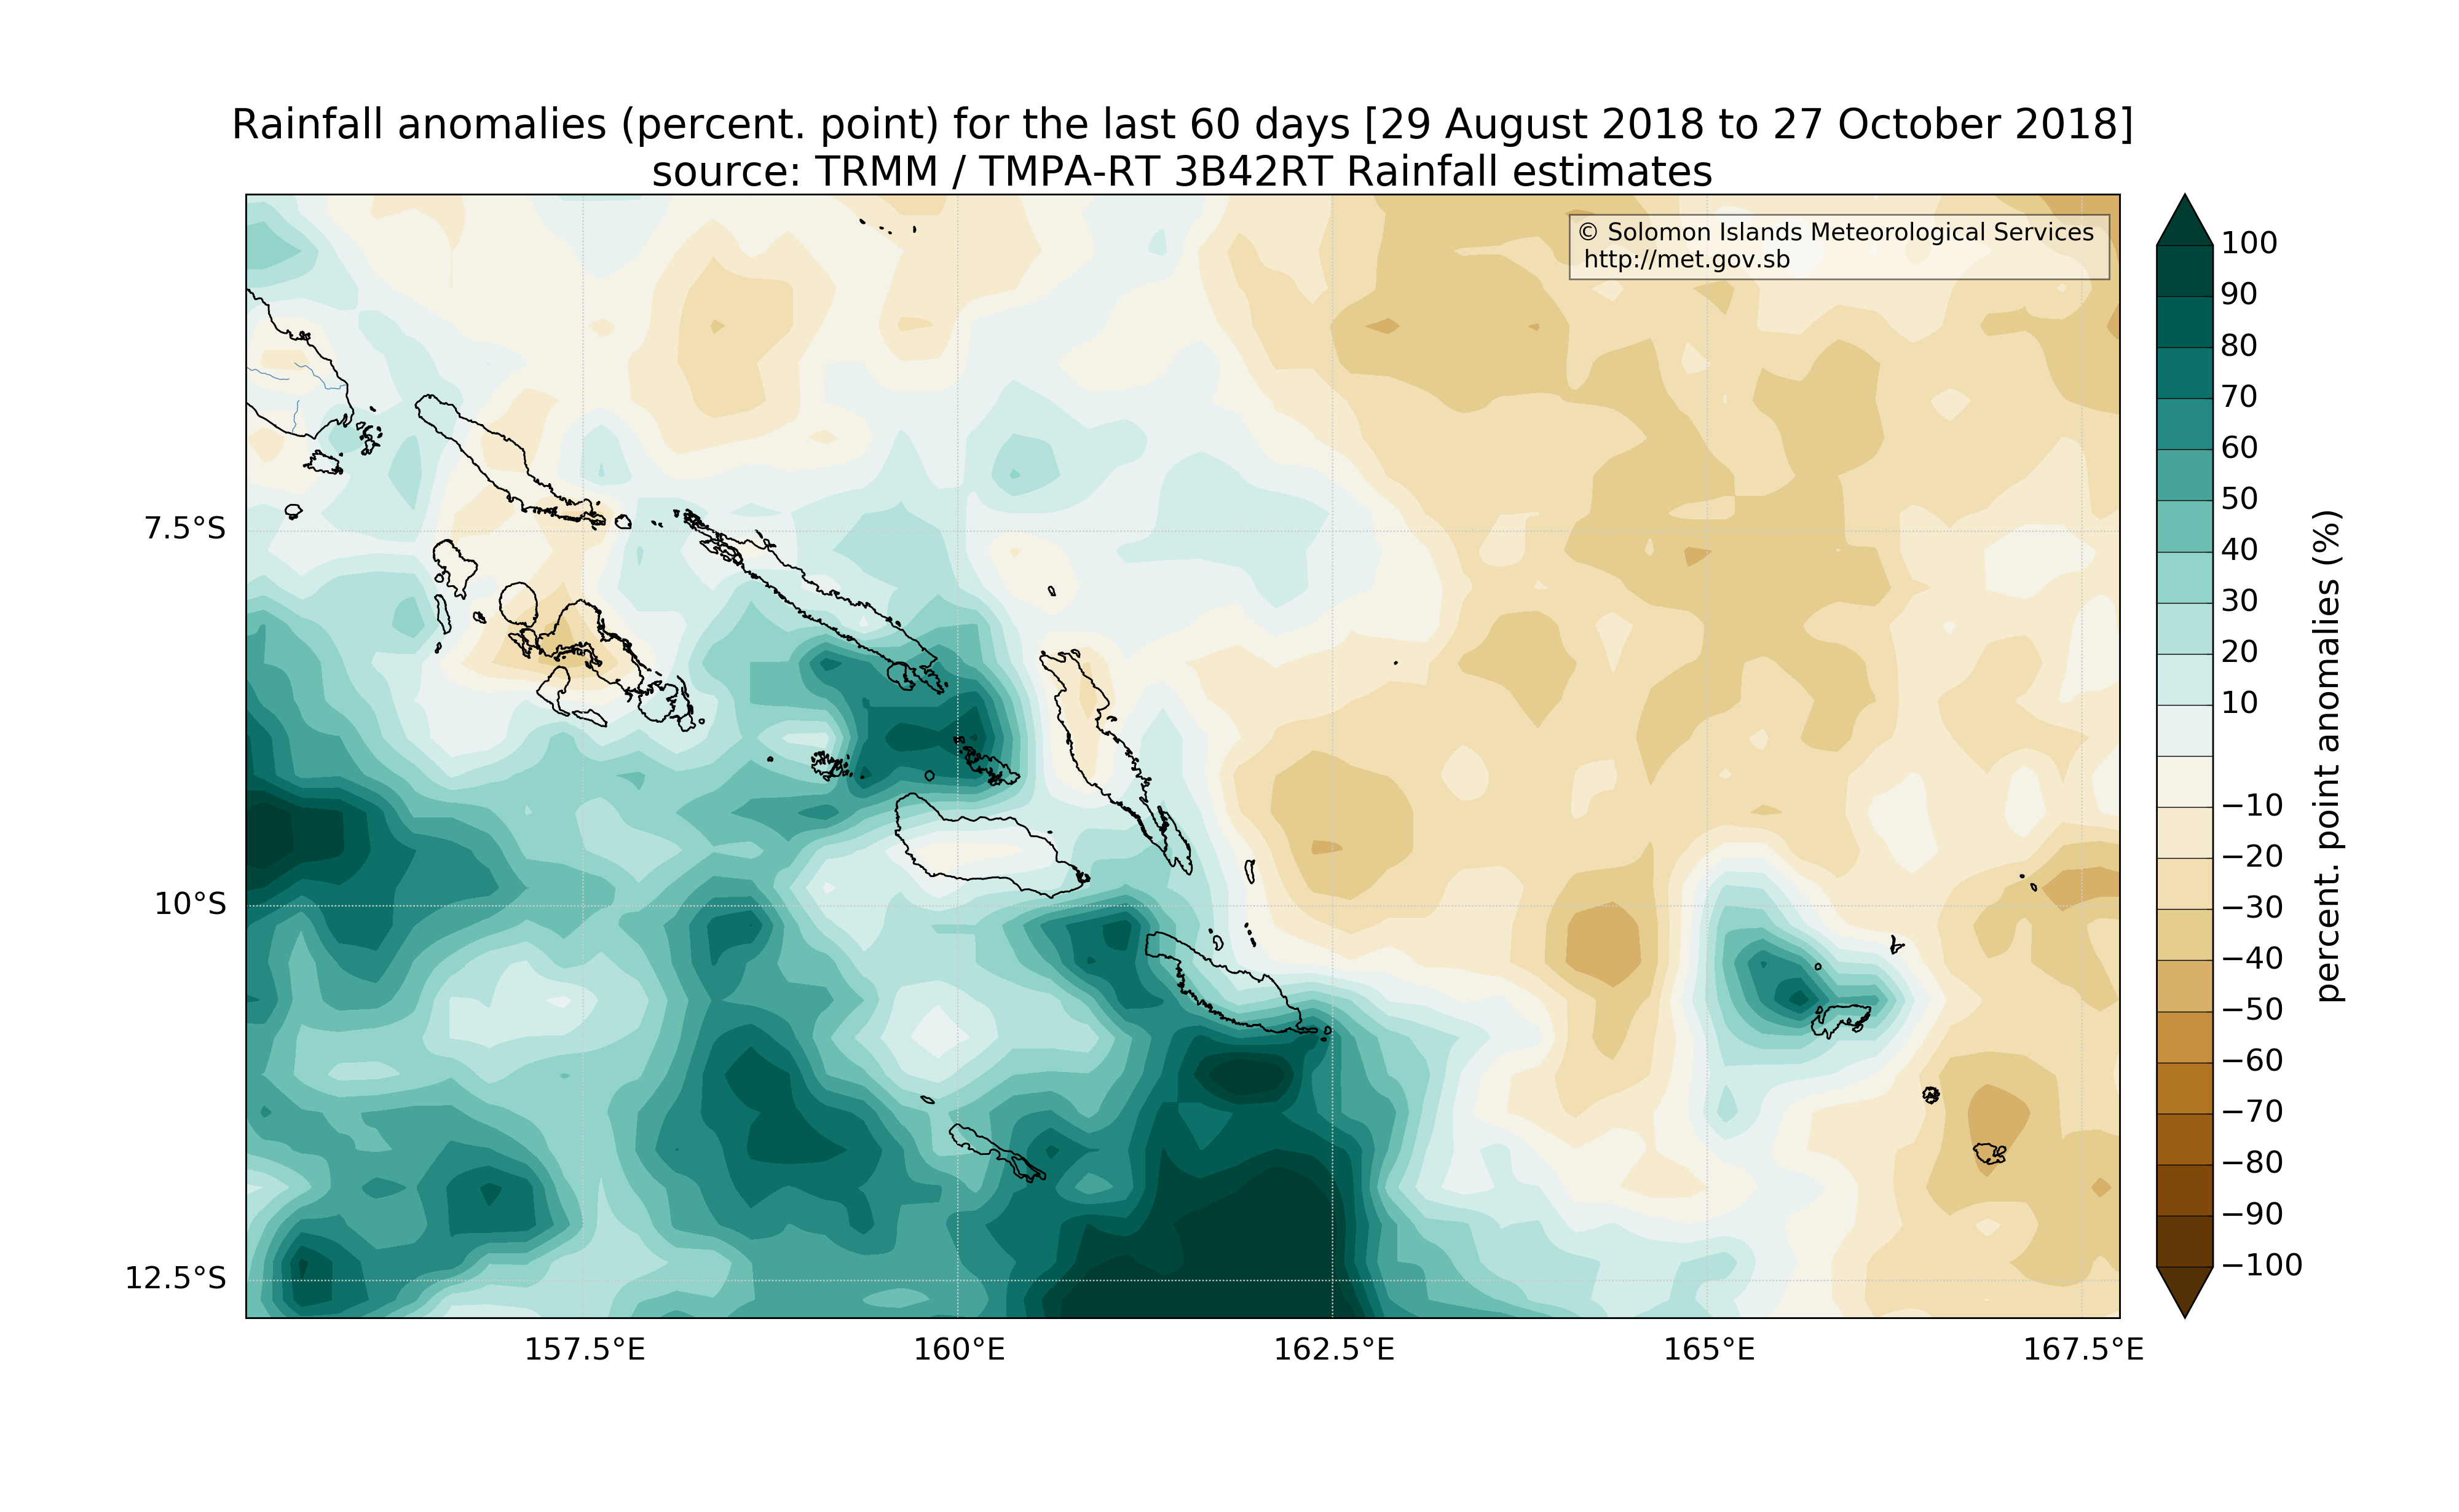 Rainfall anomalies (percent. point) for the last 60 days [29 August 2018 to 27 October 2018]
source: TRMM / TMPA-RT 3B42RT Rainfall estimates
© Solomon Islands Meteorological Services
http://met.gov.sb
7.5°S
10°S
12.5°S
157.5°E
160°E
162.5°E
165°E
167.5°E
100
90
80
70
60
50
40
30
20
10
−10
−20
−30
−40
−50
−60
−70
−80
−90
−100
percent. point anomalies (%)